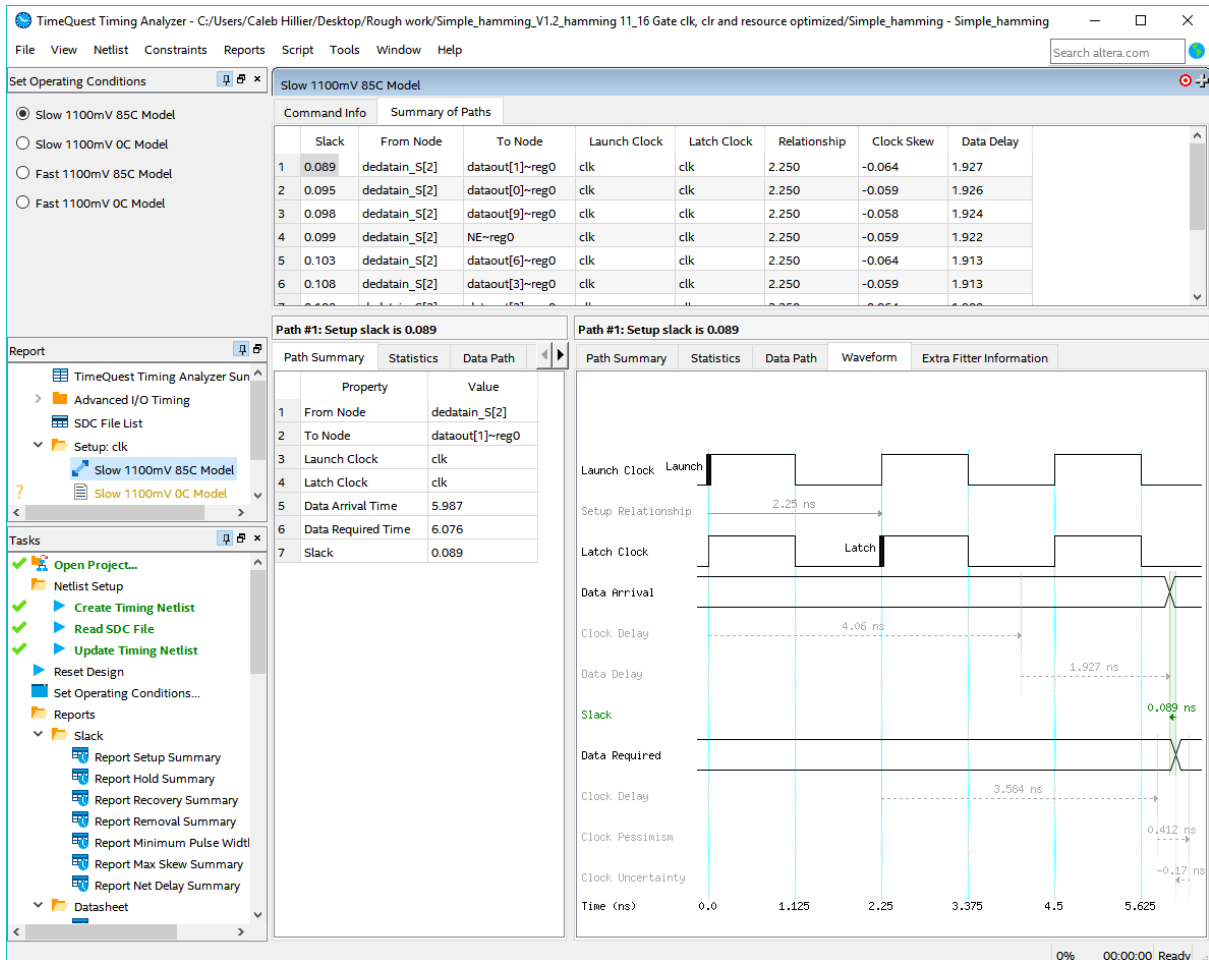 TimeQuest Timing Analyzer - C:/Users/Caleb Hillier/Desktop/Rough work/Simple_hamming_V1.2_hamming 11_16 Gate clk, clr and resource optimized/Simple_hamming - Simple_hamming
File View Netlist Constraints Reports Script Tools Window Help
Search altera.com
Set Operating Conditions
Slow 1100mV 85C Model
Slow 1100mV 0C Model
Fast 1100mV 85C Model
Fast 1100mV 0C Model
Report
TimeQuest Timing Analyzer Sun
Advanced I/O Timing
SDC File List
Setup: clk
Slow 1100mV 85C Model
? Slow 1100mV 0C Model
Tasks
Open Project...
Netlist Setup
Create Timing Netlist
Read SDC File
Update Timing Netlist
Reset Design
Set Operating Conditions...
Reports
Slack
Report Setup Summary
Report Hold Summary
Report Recovery Summary
Report Removal Summary
Report Minimum Pulse Widtl
Report Max Skew Summary
Report Net Delay Summary
Datasheet
Slow 1100mV 85C Model
Command Info Summary of Paths
Slack From Node To Node Launch Clock Latch Clock Relationship Clock Skew Data Delay
1 0.089 dedatain_S[2] dataout[1]~reg0 clk clk 2.250 -0.064 1.927
2 0.095 dedatain_S[2] dataout[0]~reg0 clk clk 2.250 -0.059 1.926
3 0.098 dedatain_S[2] dataout[9]~reg0 clk clk 2.250 -0.058 1.924
4 0.099 dedatain_S[2] NE~reg0 clk clk 2.250 -0.059 1.922
5 0.103 dedatain_S[2] dataout[6]~reg0 clk clk 2.250 -0.064 1.913
6 0.108 dedatain_S[2] dataout[3]~reg0 clk clk 2.250 -0.059 1.913
Path #1: Setup slack is 0.089
Path Summary Statistics Data Path
Property Value
1 From Node dedatain_S[2]
2 To Node dataout[1]~reg0
3 Launch Clock clk
4 Latch Clock clk
5 Data Arrival Time 5.987
6 Data Required Time 6.076
7 Slack 0.089
Path #1: Setup slack is 0.089
Path Summary Statistics Data Path Waveform Extra Fitter Information
Launch Clock Launch
Setup Relationship 2.25 ns
Latch Clock Latch
Data Arrival
Clock Delay 4.06 ns
Data Delay 1.927 ns
Slack 0.089 ns
Data Required
Clock Delay 3.584 ns
Clock Pessimism 0.412 ns
Clock Uncertainty -0.17 ns
Time (ns) 0.0 1.125 2.25 3.375 4.5 5.625
0% 00:00:00 Ready